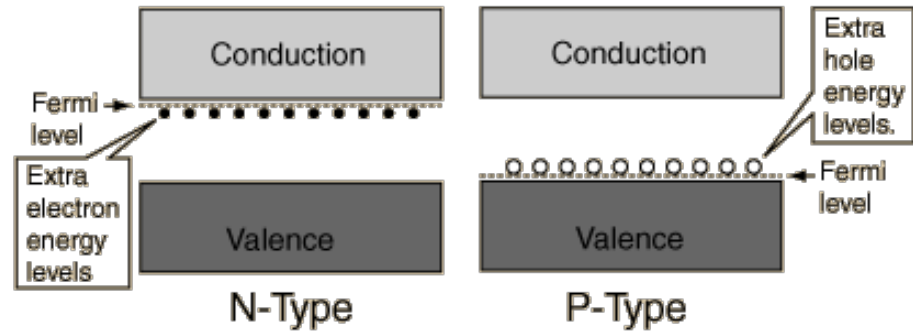 Conduction
Fermi
level
Extra
electron
energy
levels
Valence
N-Type
Conduction
Extra
hole
energy
levels.
Fermi
level
Valence
P-Type